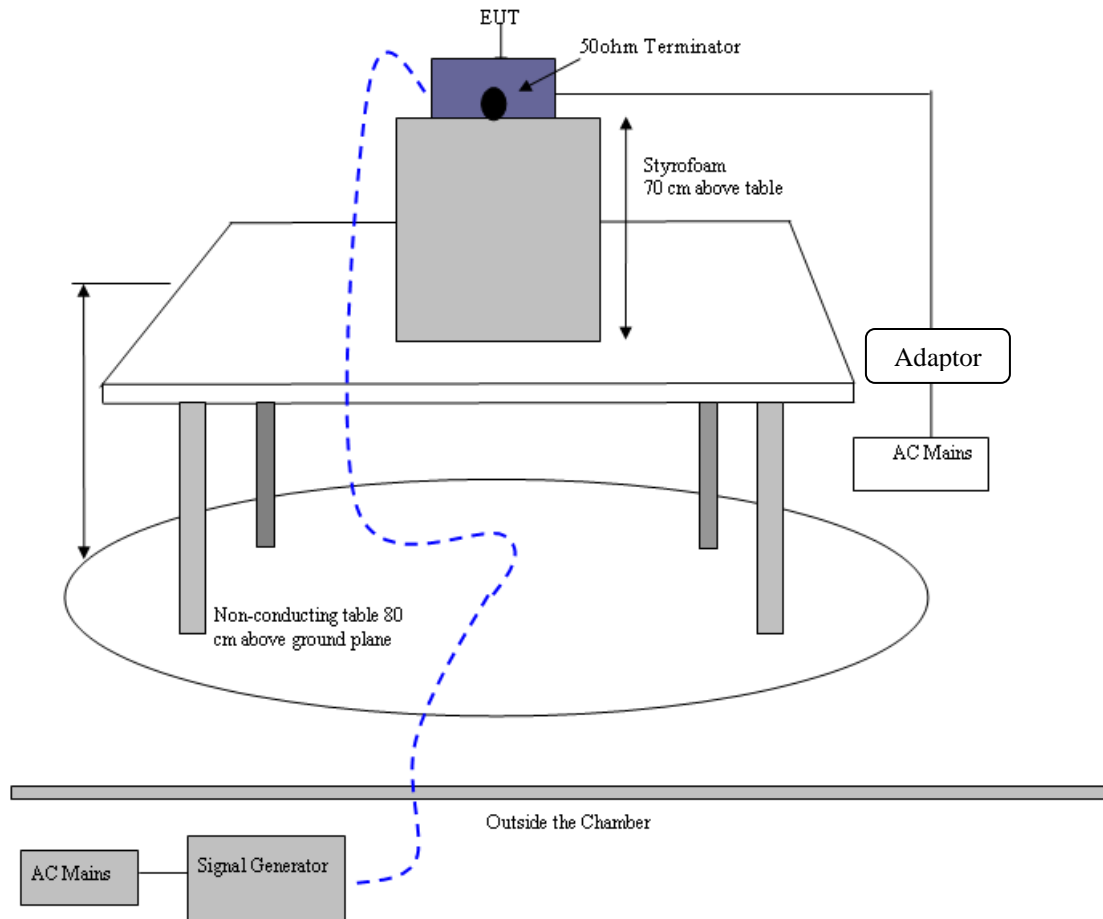 EUT
50ohm Terminator
Styrofoam
70 cm above table
Adaptor
AC Mains
Non-conducting table 80
cm above ground plane
Outside the Chamber
Signal Generator
AC Mains